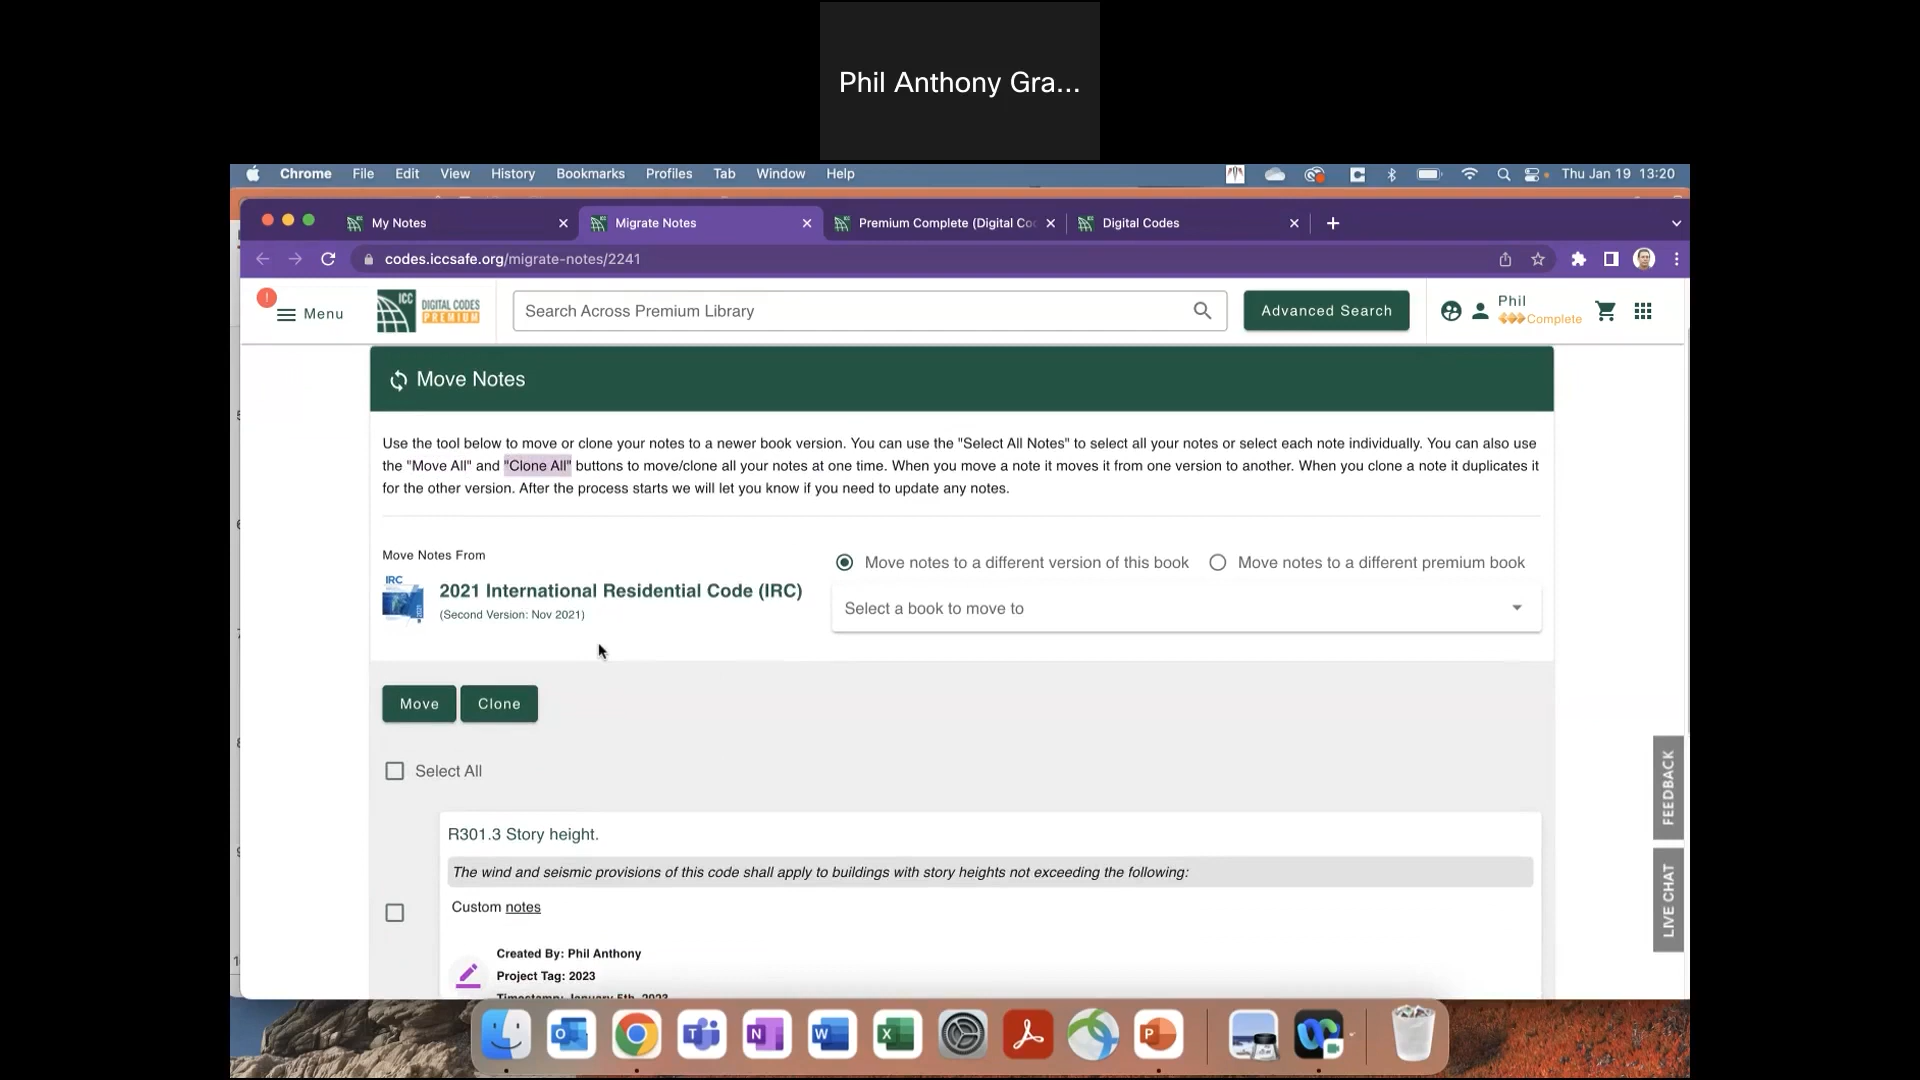 Phil Anthony Gra...
Chrome File Edit View History Bookmarks Profiles Tab Window Help Thu Jan 19 13:20
My Notes Migrate Notes Premium Complete (Digital Co Digital Codes
codes.iccsafe.org/migrate-notes/2241
Menu
ICC DIGITAL CODES PREMIUM
Search Across Premium Library
Advanced Search
Phil
Complete
Move Notes
Use the tool below to move or clone your notes to a newer book version. You can use the "Select All Notes" to select all your notes or select each note individually. You can also use
the "Move All" and "Clone All" buttons to move/clone all your notes at one time. When you move a note it moves it from one version to another. When you clone a note it duplicates it
for the other version. After the process starts we will let you know if you need to update any notes.
Move Notes From
IRC
2021 International Residential Code (IRC)
(Second Version: Nov 2021)
Move notes to a different version of this book Move notes to a different premium book
Select a book to move to
Move Clone
Select All
R301.3 Story height.
The wind and seismic provisions of this code shall apply to buildings with story heights not exceeding the following:
Custom notes
Created By: Phil Anthony
Project Tag: 2023
Timestamp: January 5th, 2023
FEEDBACK
LIVE CHAT